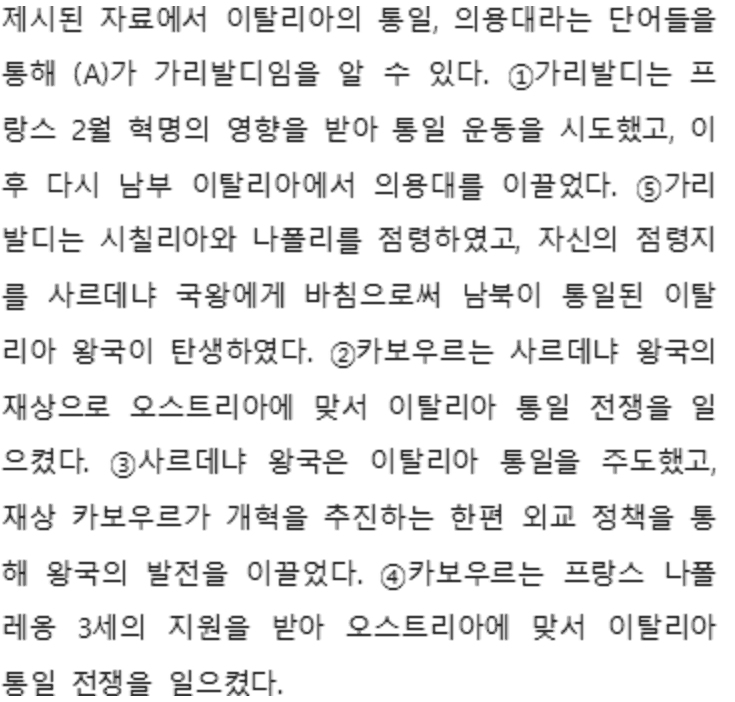 제시된 자료에서 이탈리아의 통일, 의용대라는 단어들을
통해 (A)가 가리발디임을 알 수 있다. ①가리발디는 프
랑스 2월 혁명의 영향을 받아 통일 운동을 시도했고, 이
후 다시 남부 이탈리아에서 의용대를 이끌었다. ⑤가리
발디는 시칠리아와 나폴리를 점령하였고, 자신의 점령지
를 사르데냐 국왕에게 바침으로써 남북이 통일된 이탈
리아 왕국이 탄생하였다. ②카보우르는 사르데냐 왕국의
재상으로 오스트리아에 맞서 이탈리아 통일 전쟁을 일
으켰다. ③사르데냐 왕국은 이탈리아 통일을 주도했고,
재상 카보우르가 개혁을 추진하는 한편 외교 정책을 통
해 왕국의 발전을 이끌었다. ④카보우르는 프랑스 나폴
레옹 3세의 지원을 받아 오스트리아에 맞서 이탈리아
통일 전쟁을 일으켰다.